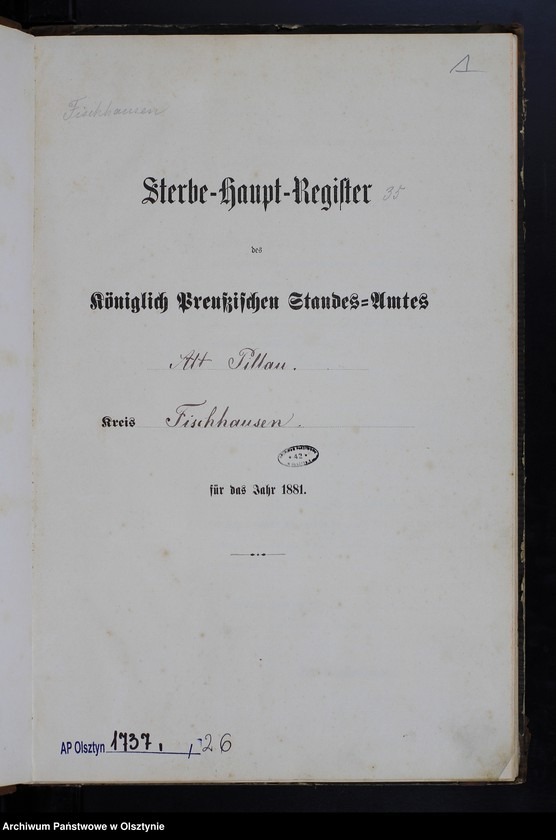 1
Fischhausen
Sterbe-Haupt-Register 35
des
Königlich Preußischen Standes-Amtes
Alt Pillau.
Kreis Fischhausen.
42
für das Jahr 1881.
AP Olsztyn 1737, 26
Archiwum Państwowe w Olsztynie